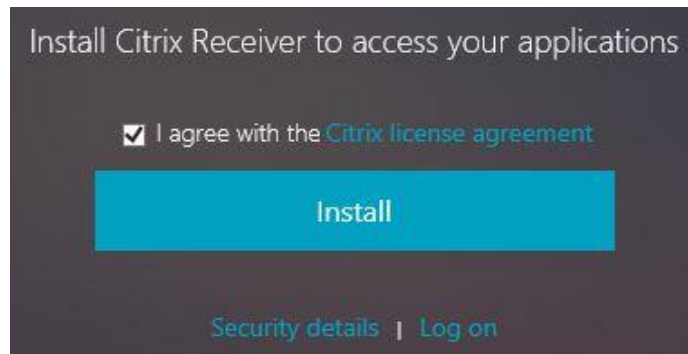 Install Citrix Receiver to access your applications
I agree with the Citrix license agreement
Install
Security details | Log on